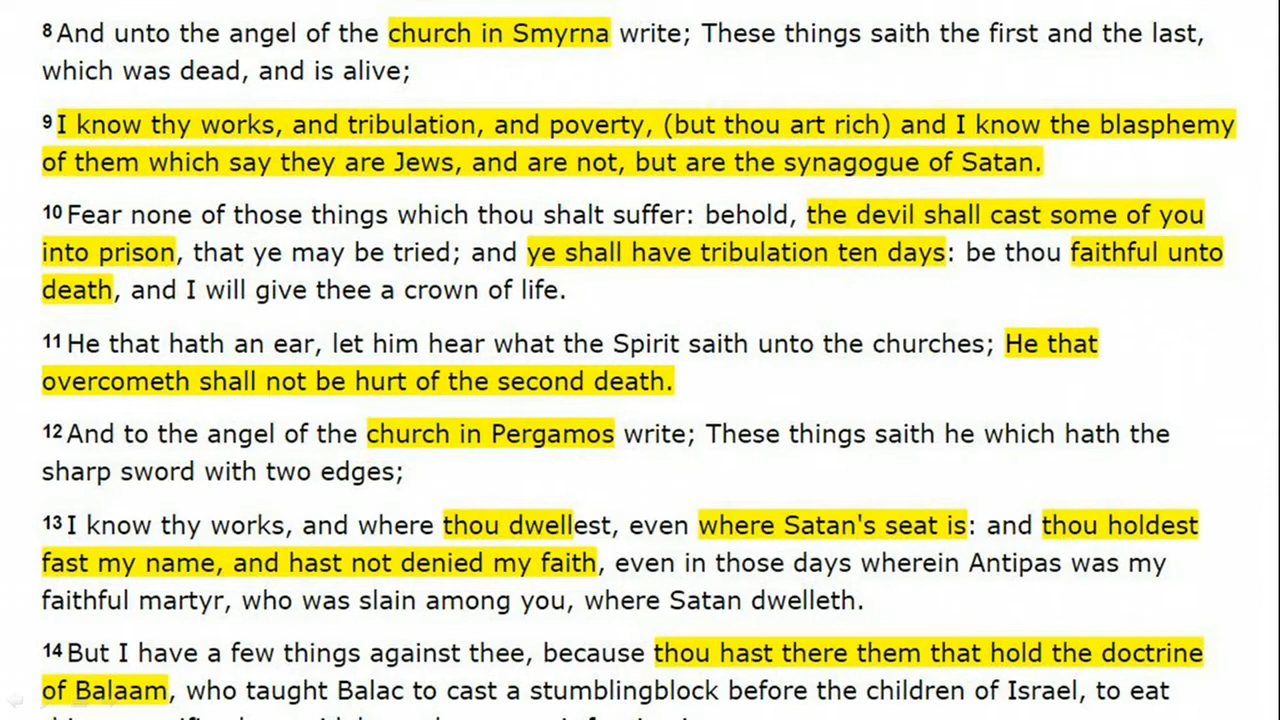 8 And unto the angel of the church in Smyrna write; These things saith the first and the last,
which was dead, and is alive;
9 I know thy works, and tribulation, and poverty, (but thou art rich) and I know the blasphemy
of them which say they are Jews, and are not, but are the synagogue of Satan.
10 Fear none of those things which thou shalt suffer: behold, the devil shall cast some of you
into prison, that ye may be tried; and ye shall have tribulation ten days: be thou faithful unto
death, and I will give thee a crown of life.
11 He that hath an ear, let him hear what the Spirit saith unto the churches; He that
overcometh shall not be hurt of the second death.
12 And to the angel of the church in Pergamos write; These things saith he which hath the
sharp sword with two edges;
13 I know thy works, and where thou dwellest, even where Satan's seat is: and thou holdest
fast my name, and hast not denied my faith, even in those days wherein Antipas was my
faithful martyr, who was slain among you, where Satan dwelleth.
14 But I have a few things against thee, because thou hast there them that hold the doctrine
of Balaam, who taught Balac to cast a stumblingblock before the children of Israel, to eat